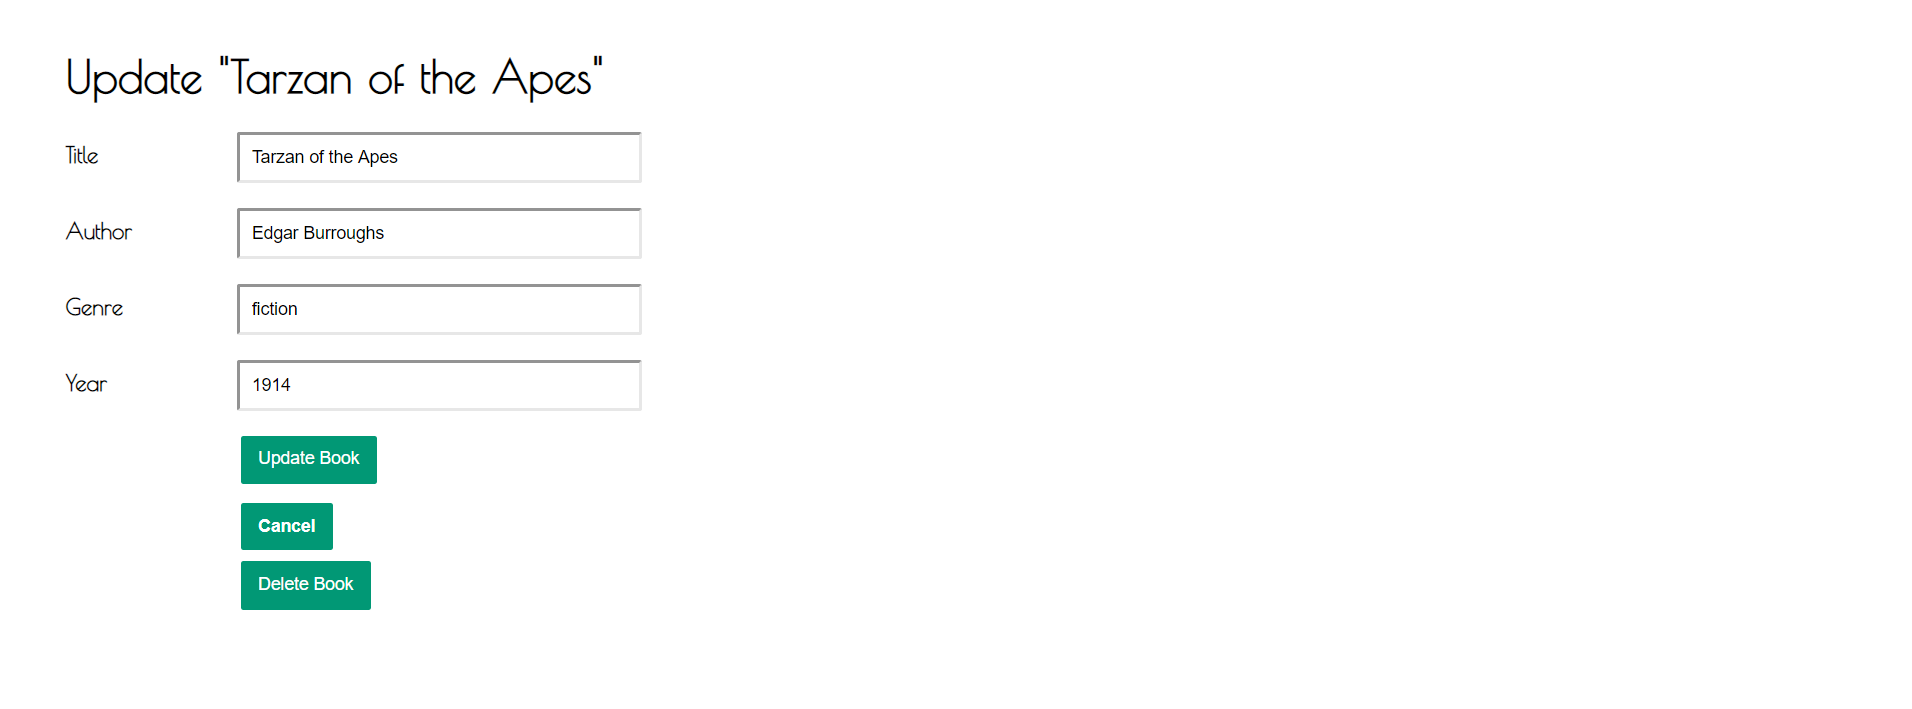 Update "Tarzan of the Apes"
Title
Tarzan of the Apes
Author
Edgar Burroughs
Genre
fiction
Year
1914
Update Book
Cancel
Delete Book